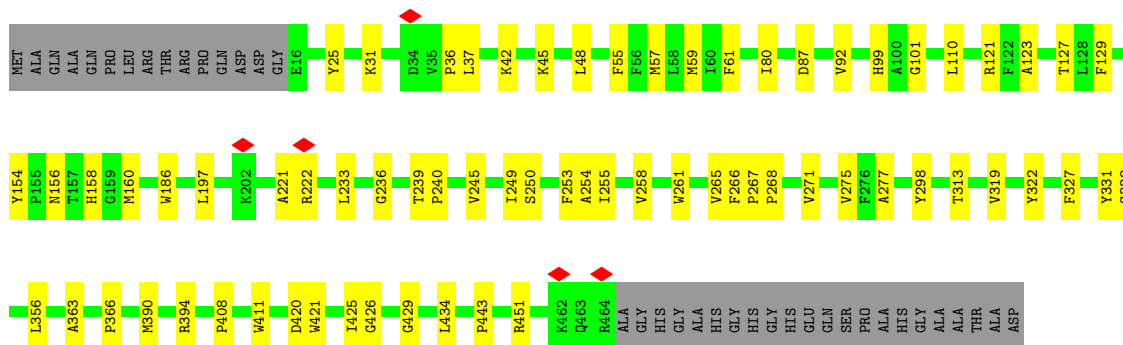 MET ALA GLN ALA GLN PRO LEU ARG THR ARG PRO GLN ASP ASP GLY E16 Y25 K31 D34 V35 P36 L37 K42 K45 L48 F55 F56 M57 L58 M59 I60 F61 I80 D87 V92 H99 A100 G101 L110 R121 F122 A123 T127 L128 F129
Y154 P155 N156 T157 H158 G159 M160 W186 L197 K202 A221 R222 L233 G236 T239 P240 V245 I249 S250 F253 A254 I255 V258 W261 V265 F266 P267 P268 V271 V275 F276 A277 Y298 T313 V319 Y322 F327 Y331
L356 A363 P366 M390 R394 P408 W411 D420 W421 I425 G426 G429 L434 P443 R451 K462 Q463 R464 ALA GLY HIS GLY ALA HIS GLY HIS GLY HIS GLU GLN SER PRO ALA HIS GLY ALA ALA THR ALA ASP